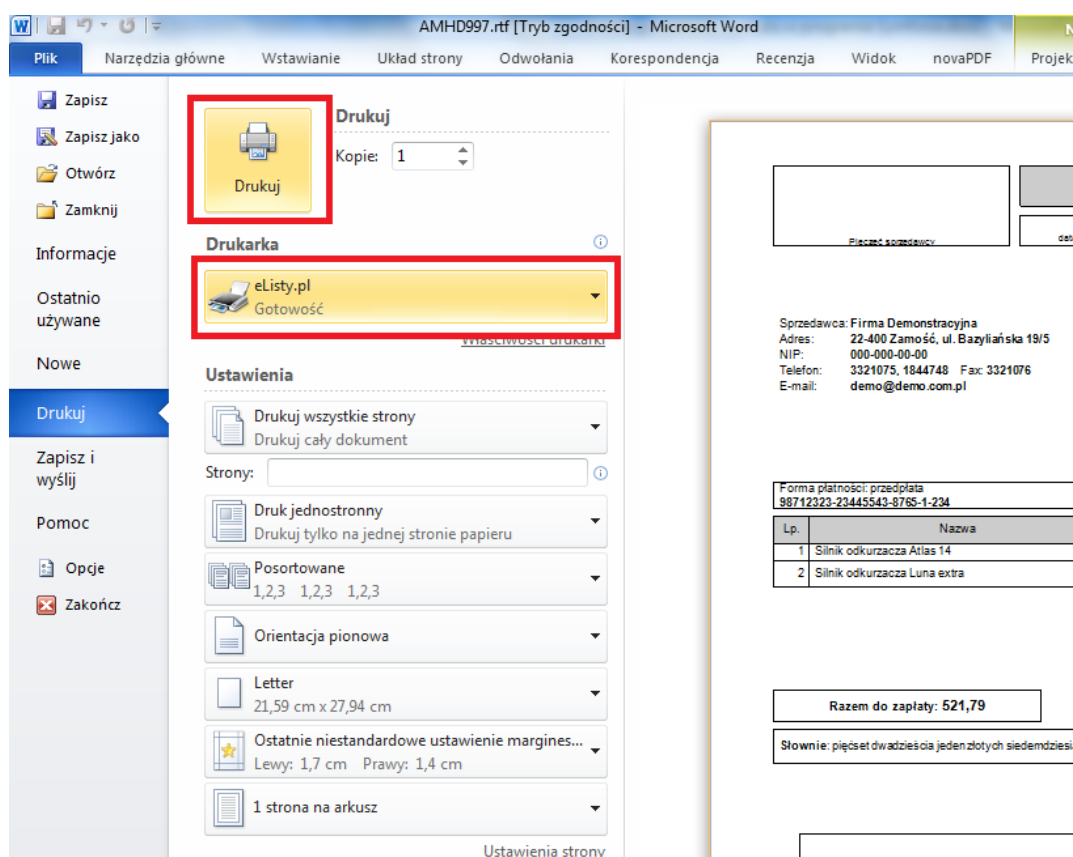 AMHD997.rtf [Tryb zgodności] - Microsoft Word
Plik Narzędzia główne Wstawianie Układ strony Odwołania Korespondencja Recenzja Widok novaPDF Projek
Zapisz
Zapisz jako
Otwórz
Zamknij
Informacje
Ostatnio
używane
Nowe
Drukuj
Zapisz i
wyślij
Pomoc
Opcje
Zakończ
Drukuj
Drukuj
Kopie: 1
Drukarka
eListy.pl
Gotowość
Właściwości drukarki
Ustawienia
Drukuj wszystkie strony
Drukuj cały dokument
Strony:
Druk jednostronny
Drukuj tylko na jednej stronie papieru
Posortowane
1,2,3 1,2,3 1,2,3
Orientacja pionowa
Letter
21,59 cm x 27,94 cm
Ostatnie niestandardowe ustawienie margines...
Lewy: 1,7 cm Prawy: 1,4 cm
1 strona na arkusz
Ustawienia strony
Pieczęć sprzedawcy
data
Sprzedawca: Firma Demonstracyjna
Adres: 22-400 Zamość, ul. Bazyliańska 19/5
NIP: 000-000-00-00
Telefon: 3321075, 1844748 Fax: 3321076
E-mail: demo@demo.com.pl
Forma płatności: przedpłata
98712323-23445543-8765-1-234
Lp. Nazwa
1 Silnik odkurzacza Atlas 14
2 Silnik odkurzacza Luna extra
Razem do zapłaty: 521,79
Słownie: pięćset dwadzieścia jeden złotych siedemdziesi